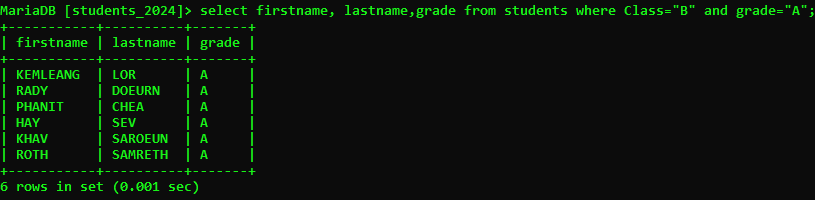 MariaDB [students_2024]> select firstname, lastname,grade from students where Class="B" and grade="A";
+-----------+----------+-------+
| firstname | lastname | grade |
+-----------+----------+-------+
| KEMLEANG  | LOR      | A     |
| RADY      | DOEURN   | A     |
| PHANIT    | CHEA     | A     |
| HAY       | SEV      | A     |
| KHAV      | SAROEUN  | A     |
| ROTH      | SAMRETH  | A     |
+-----------+----------+-------+
6 rows in set (0.001 sec)